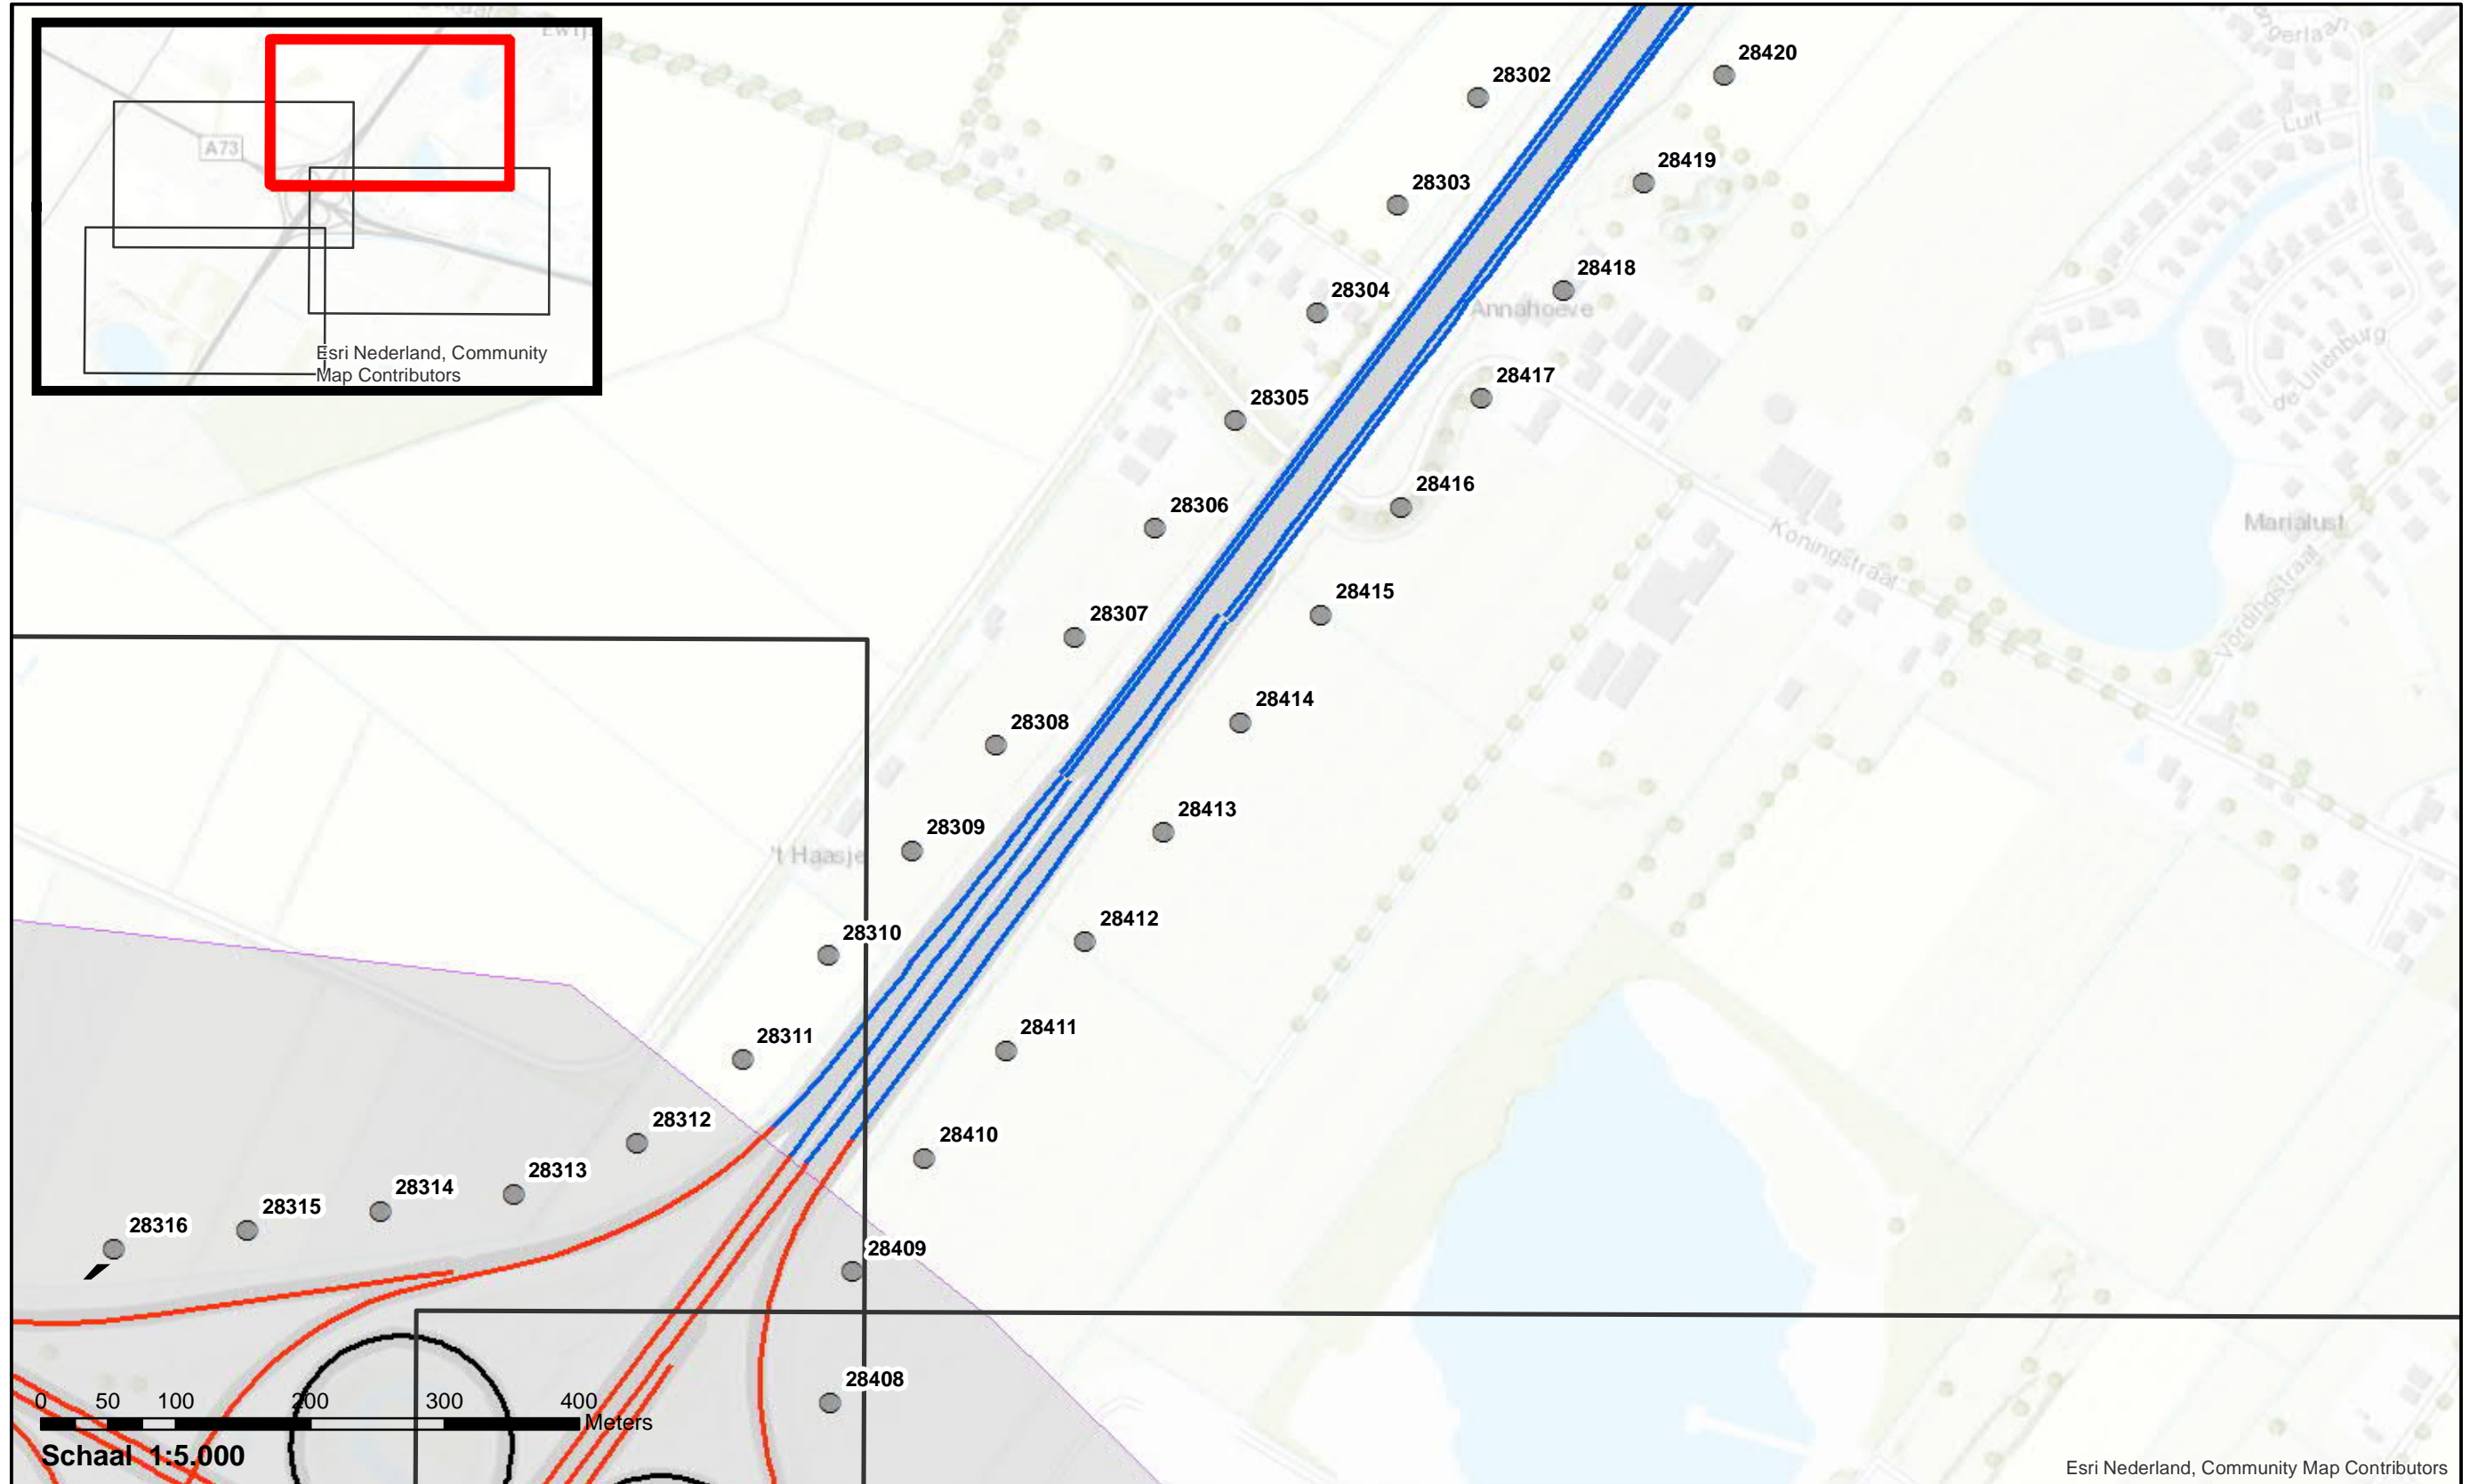 A73
Esri Nederland, Community
Map Contributors
28420
28302
28419
28303
28418
28304
Annahoeve
28417
28305
28416
28306
Luit
de Uilenburg
Marialust
Koningstraat
Vordingstraat
28415
28307
28414
28308
28413
28309
't Haasje
28412
28310
28411
28311
28410
28312
28313
28314
28315
28316
28409
28408
0 50 100 200 300 400
Meters
Schaal 1:5.000
Esri Nederland, Community Map Contributors